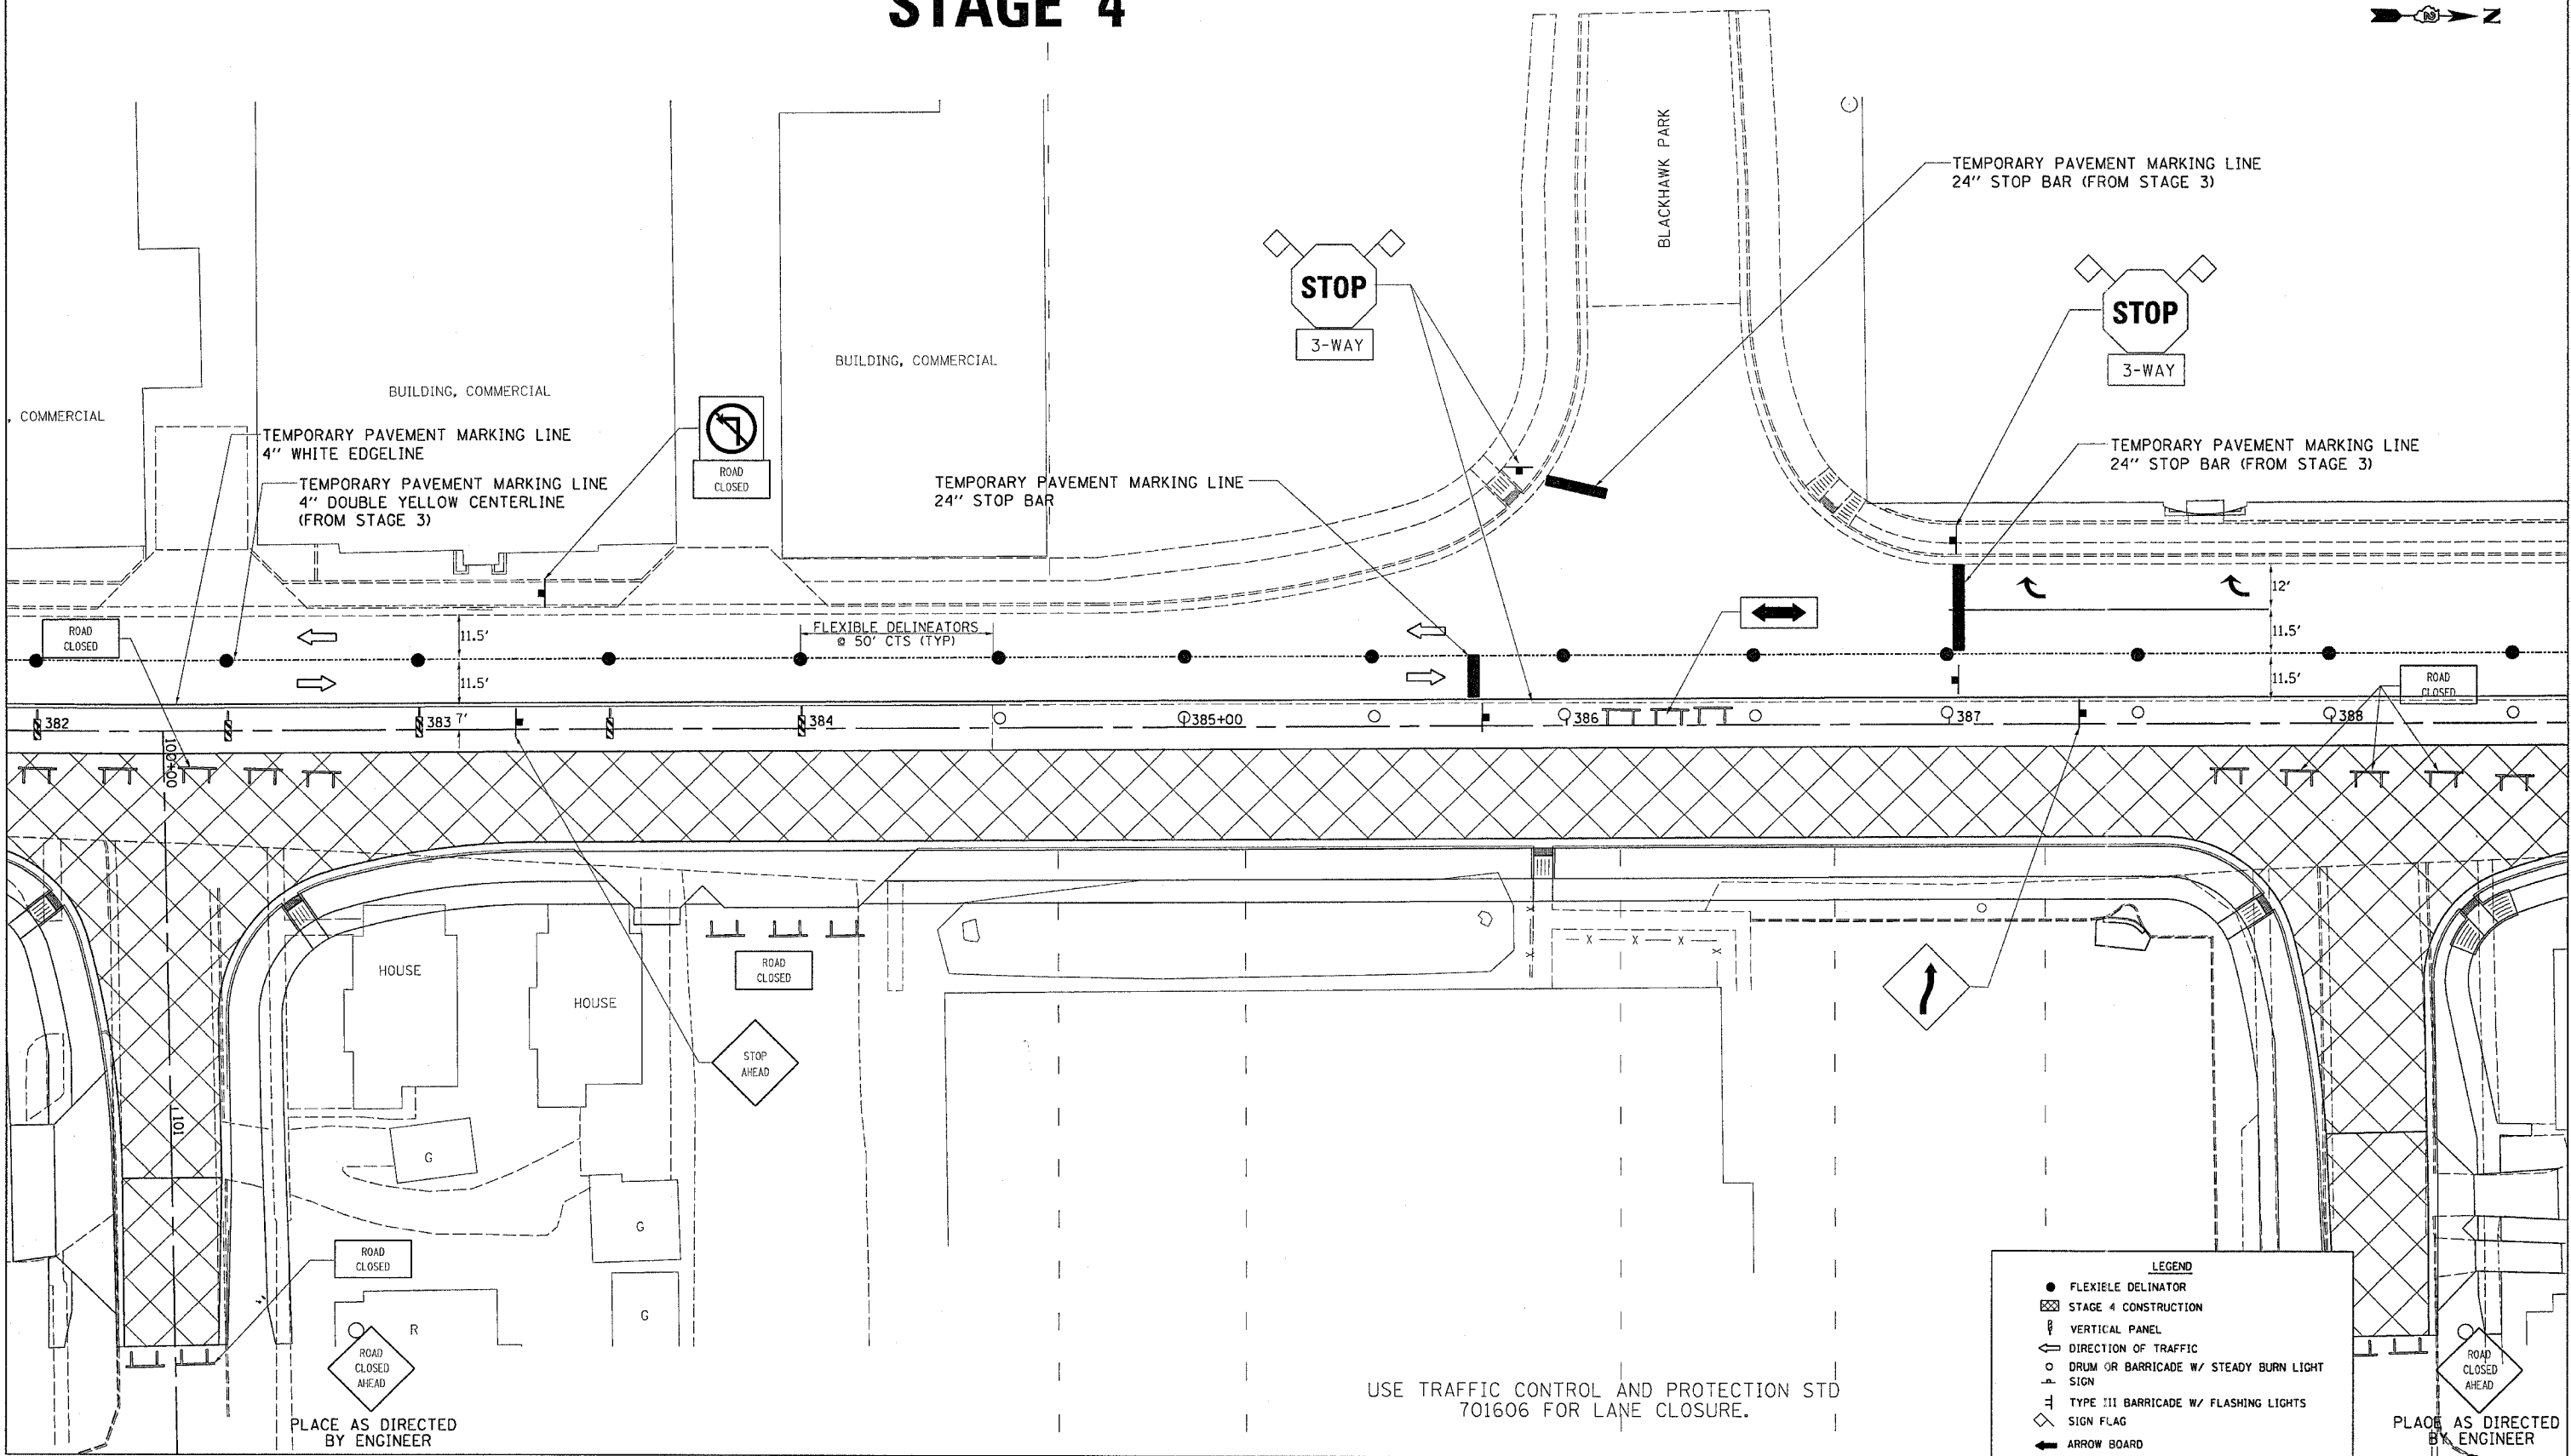 STAGE 4
N
BLACKHAWK PARK
TEMPORARY PAVEMENT MARKING LINE
24" STOP BAR (FROM STAGE 3)
STOP
3-WAY
STOP
3-WAY
BUILDING, COMMERCIAL
BUILDING, COMMERCIAL
, COMMERCIAL
TEMPORARY PAVEMENT MARKING LINE
4" WHITE EDGELINE
ROAD
CLOSED
TEMPORARY PAVEMENT MARKING LINE
4" DOUBLE YELLOW CENTERLINE
(FROM STAGE 3)
TEMPORARY PAVEMENT MARKING LINE
24" STOP BAR
TEMPORARY PAVEMENT MARKING LINE
24" STOP BAR (FROM STAGE 3)
ROAD
CLOSED
11.5'
11.5'
FLEXIBLE DELINEATORS
@ 50' CTS (TYP)
12'
11.5'
11.5'
ROAD
CLOSED
382
383
7'
384
385+00
386
387
388
100+00
101
HOUSE
HOUSE
ROAD
CLOSED
STOP
AHEAD
G
G
G
R
ROAD
CLOSED
ROAD
CLOSED
AHEAD
PLACE AS DIRECTED
BY ENGINEER
X X X X
X
X
USE TRAFFIC CONTROL AND PROTECTION STD
701606 FOR LANE CLOSURE.
LEGEND
FLEXIBLE DELINATOR
STAGE 4 CONSTRUCTION
VERTICAL PANEL
DIRECTION OF TRAFFIC
DRUM OR BARRICADE W/ STEADY BURN LIGHT
SIGN
TYPE III BARRICADE W/ FLASHING LIGHTS
SIGN FLAG
ARROW BOARD
ROAD
CLOSED
AHEAD
PLACE AS DIRECTED
BY ENGINEER